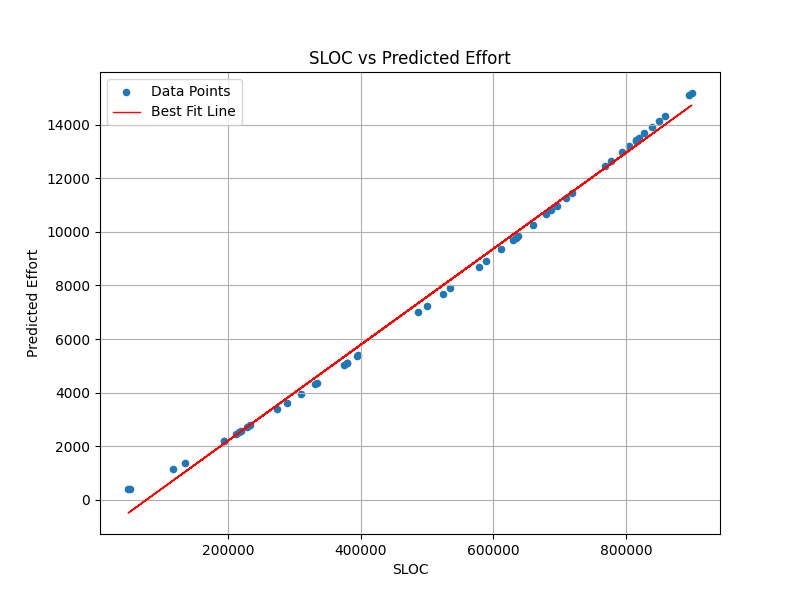 SLOC vs Predicted Effort
Data Points
Best Fit Line
14000
12000
10000
8000
6000
4000
2000
0
Predicted Effort
200000
400000
600000
800000
SLOC